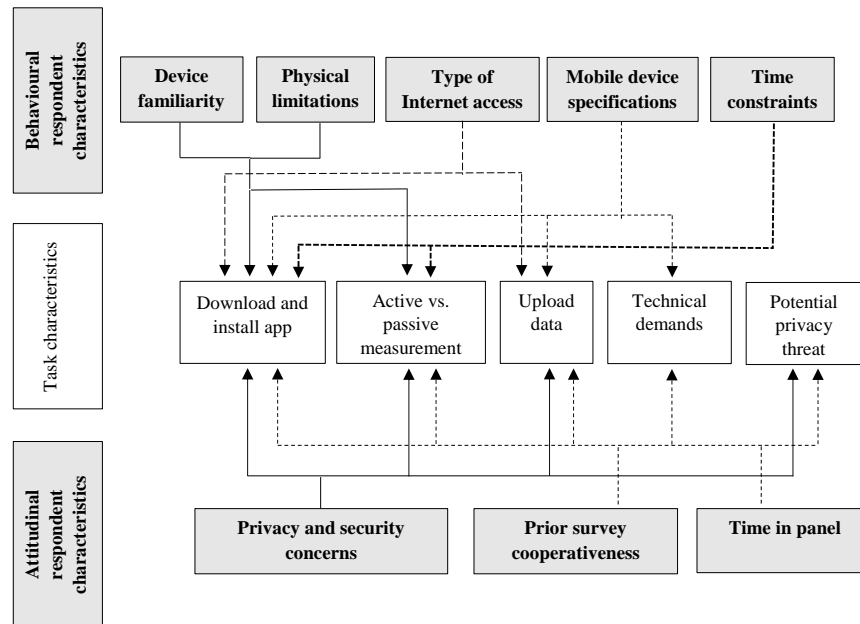 Behavioural
respondent
characteristics
Device
familiarity
Physical
limitations
Type of
Internet access
Mobile device
specifications
Time
constraints
Task characteristics
Download and
install app
Active vs.
passive
measurement
Upload
data
Technical
demands
Potential
privacy
threat
Attitudinal
respondent
characteristics
Privacy and security
concerns
Prior survey
cooperativeness
Time in panel